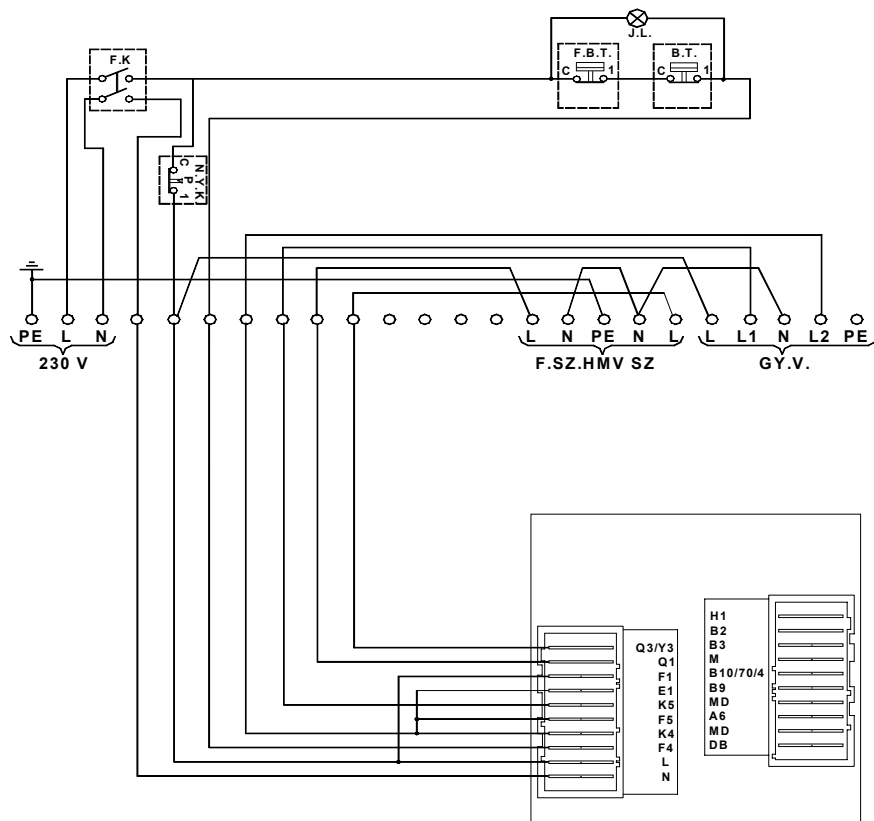 J.L.
F.K
F.B.T.
B.T.
C 1
C 1
N.Y.K
C P 1
PE L N
230 V
L N PE N L
F.SZ.HMV SZ
L L1 N L2 PE
GY.V.
Q3/Y3
Q1
F1
E1
K5
F5
K4
F4
L
N
H1
B2
B3
M
B10/70/4
B9
MD
A6
MD
DB